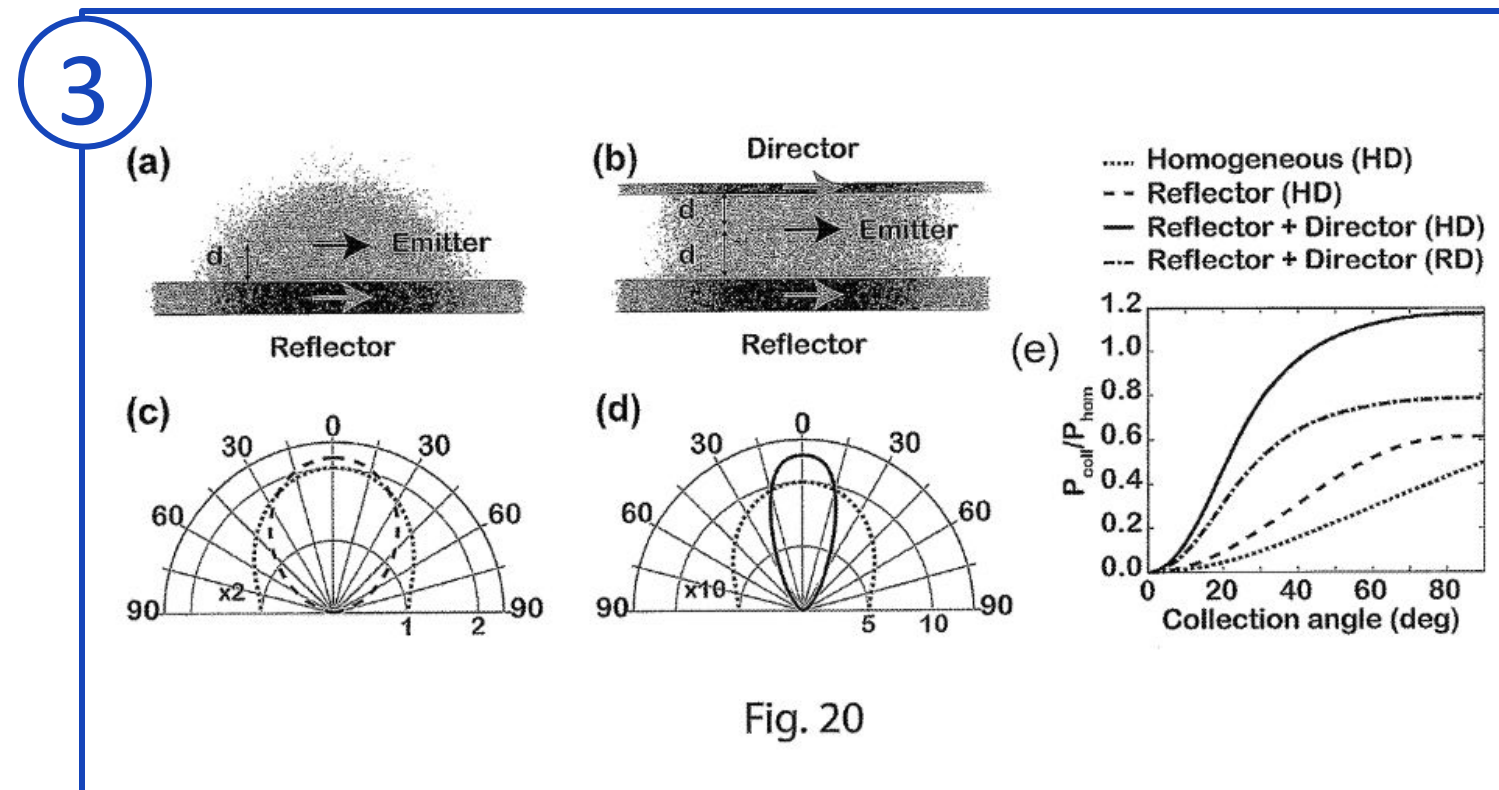 3
(a)
d
Emitter
Reflector
(b)
Director
d
Emitter
d
Reflector
(c)
0
30
30
60
60
x2
90
90
1
2
(d)
0
30
30
60
60
x10
90
90
5
10
Homogeneous (HD)
Reflector (HD)
Reflector + Director (HD)
Reflector + Director (RD)
(e)
P_coll/P_hom
1.2
1.0
0.8
0.6
0.4
0.2
0.0
0 20 40 60 80
Collection angle (deg)
Fig. 20